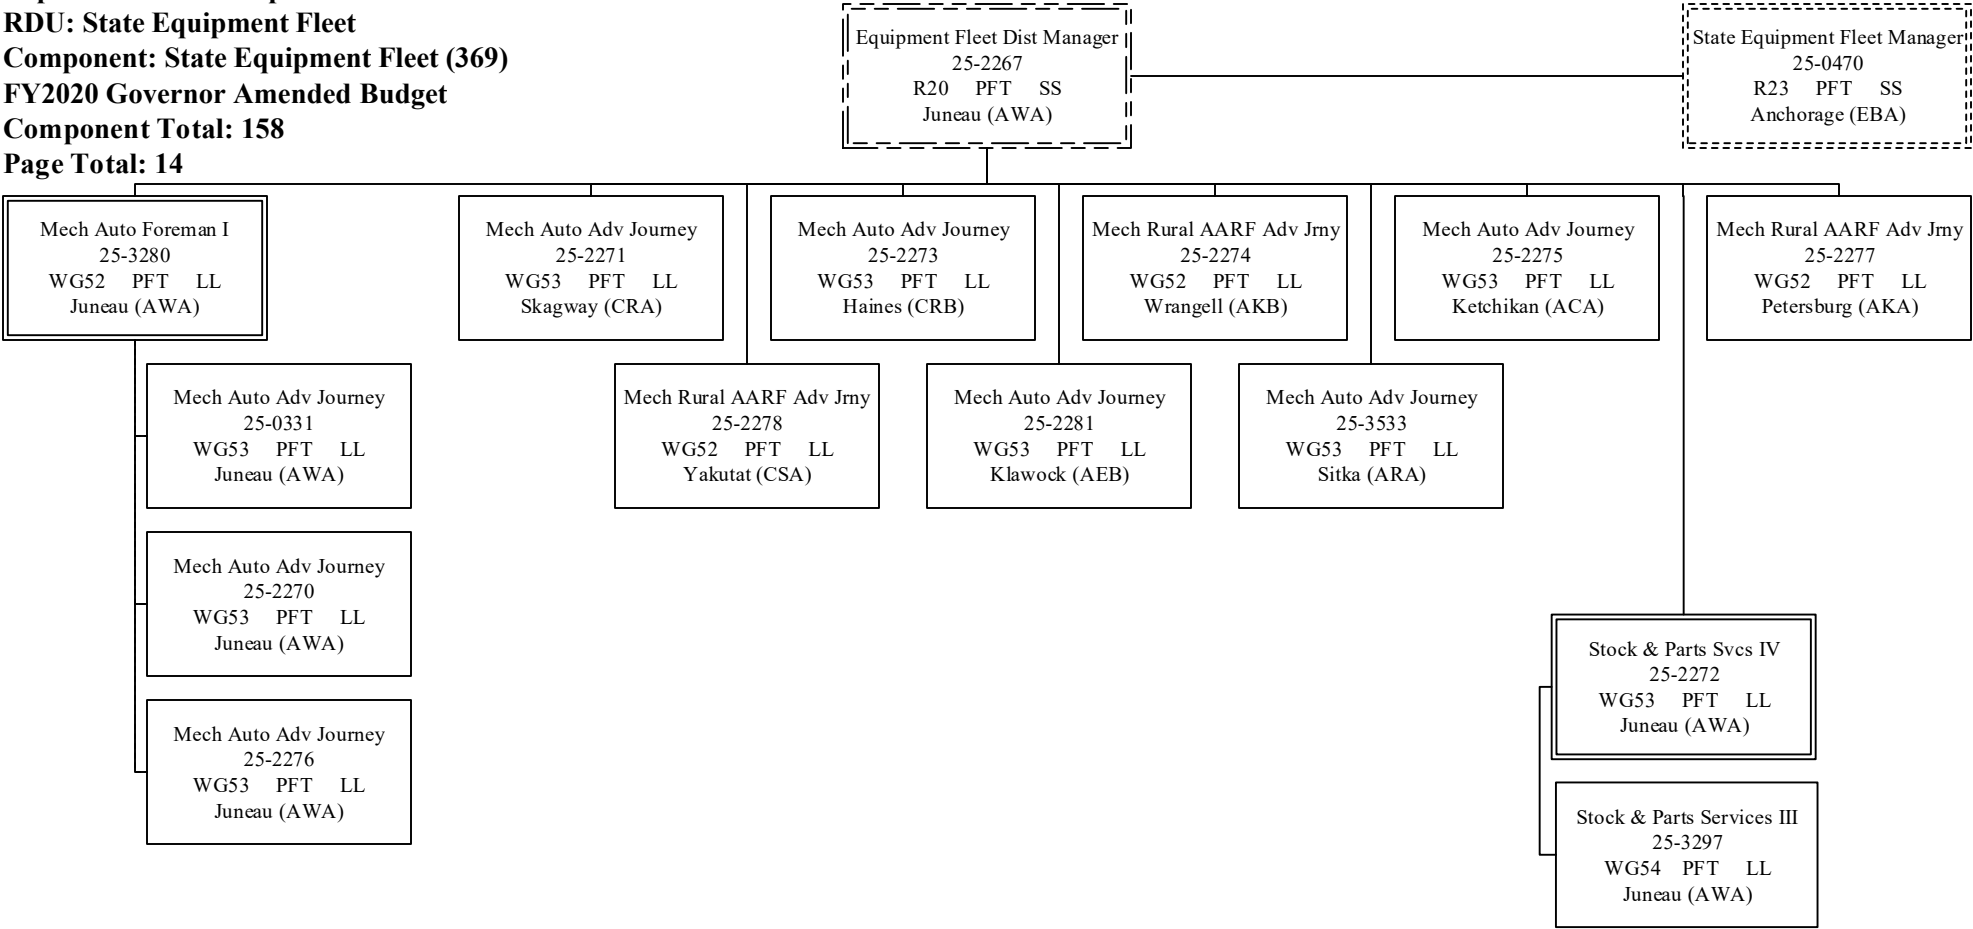 RDU: State Equipment Fleet
Component: State Equipment Fleet (369)
FY2020 Governor Amended Budget
Component Total: 158
Page Total: 14
Equipment Fleet Dist Manager
25-2267
R20 PFT SS
Juneau (AWA)
State Equipment Fleet Manager
25-0470
R23 PFT SS
Anchorage (EBA)
Mech Auto Foreman I
25-3280
WG52 PFT LL
Juneau (AWA)
Mech Auto Adv Journey
25-2271
WG53 PFT LL
Skagway (CRA)
Mech Auto Adv Journey
25-2273
WG53 PFT LL
Haines (CRB)
Mech Rural AARF Adv Jrny
25-2274
WG52 PFT LL
Wrangell (AKB)
Mech Auto Adv Journey
25-2275
WG53 PFT LL
Ketchikan (ACA)
Mech Rural AARF Adv Jrny
25-2277
WG52 PFT LL
Petersburg (AKA)
Mech Auto Adv Journey
25-0331
WG53 PFT LL
Juneau (AWA)
Mech Rural AARF Adv Jrny
25-2278
WG52 PFT LL
Yakutat (CSA)
Mech Auto Adv Journey
25-2281
WG53 PFT LL
Klawock (AEB)
Mech Auto Adv Journey
25-3533
WG53 PFT LL
Sitka (ARA)
Mech Auto Adv Journey
25-2270
WG53 PFT LL
Juneau (AWA)
Stock & Parts Svcs IV
25-2272
WG53 PFT LL
Juneau (AWA)
Mech Auto Adv Journey
25-2276
WG53 PFT LL
Juneau (AWA)
Stock & Parts Services III
25-3297
WG54 PFT LL
Juneau (AWA)